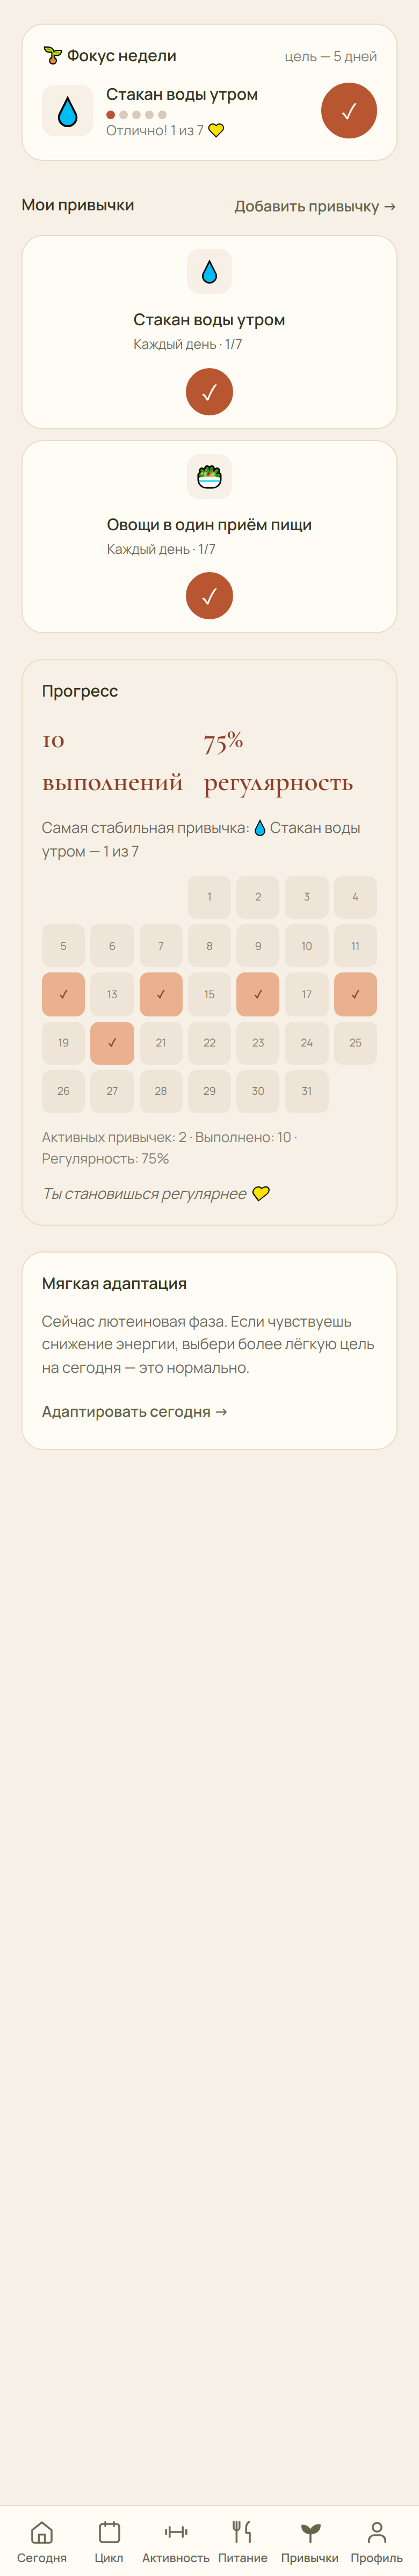 🌱 Фокус недели цель — 5 дней
Стакан воды утром
Отлично! 1 из 7 💛
✓
Мои привычки Добавить привычку →
Стакан воды утром
Каждый день · 1/7
✓
Овощи в один приём пищи
Каждый день · 1/7
✓
Прогресс
10 75%
выполнений регулярность
Самая стабильная привычка: 💧 Стакан воды
утром — 1 из 7
1 2 3 4
5 6 7 8 9 10 11
✓ 13 ✓ 15 ✓ 17 ✓
19 ✓ 21 22 23 24 25
26 27 28 29 30 31
Активных привычек: 2 · Выполнено: 10 ·
Регулярность: 75%
Ты становишься регулярнее 💛
Мягкая адаптация
Сейчас лютеиновая фаза. Если чувствуешь
снижение энергии, выбери более лёгкую цель
на сегодня — это нормально.
Адаптировать сегодня →
Сегодня Цикл Активность Питание Привычки Профиль